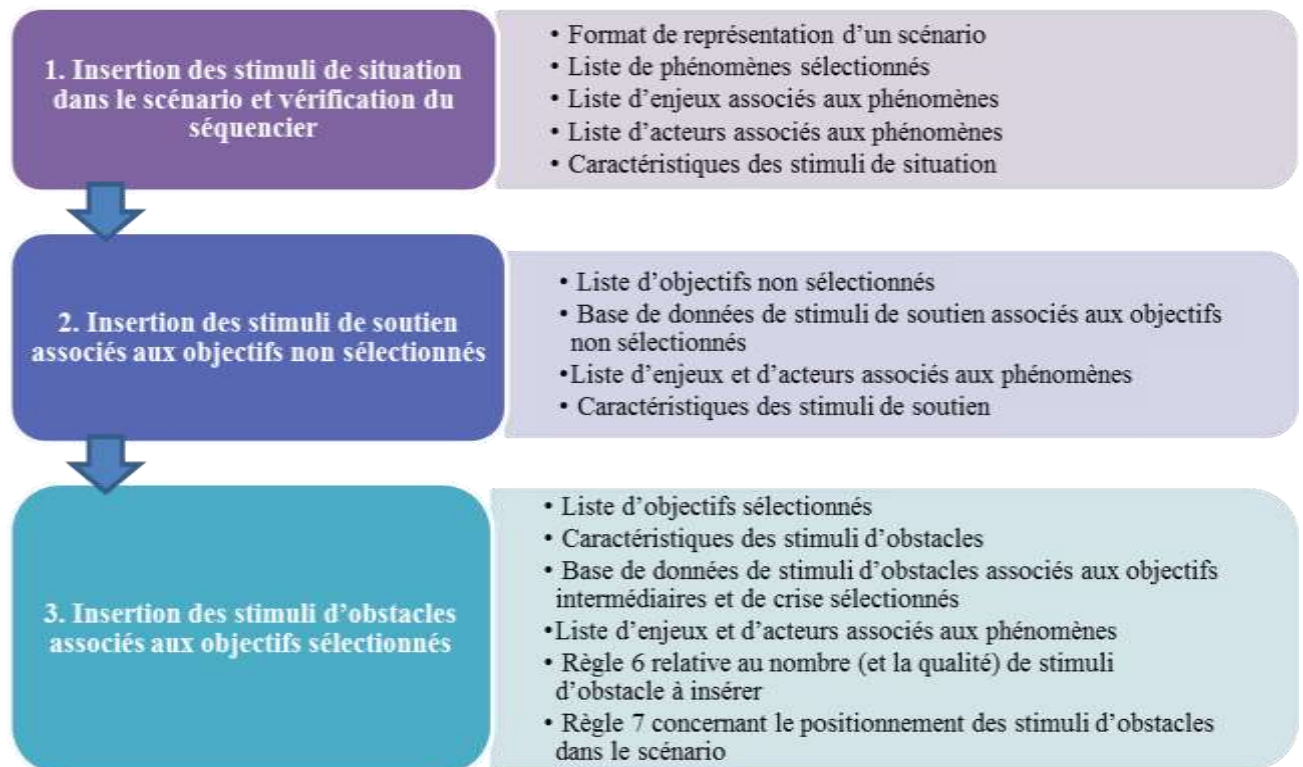 1. Insertion des stimuli de situation
dans le scénario et vérification du
séquencier
• Format de représentation d'un scénario
• Liste de phénomènes sélectionnés
• Liste d'enjeux associés aux phénomènes
• Liste d'acteurs associés aux phénomènes
• Caractéristiques des stimuli de situation
2. Insertion des stimuli de soutien
associés aux objectifs non sélectionnés
• Liste d'objectifs non sélectionnés
• Base de données de stimuli de soutien associés aux objectifs
non sélectionnés
•Liste d'enjeux et d'acteurs associés aux phénomènes
• Caractéristiques des stimuli de soutien
3. Insertion des stimuli d'obstacles
associés aux objectifs sélectionnés
• Liste d'objectifs sélectionnés
• Caractéristiques des stimuli d'obstacles
• Base de données de stimuli d'obstacles associés aux objectifs
intermédiaires et de crise sélectionnés
•Liste d'enjeux et d'acteurs associés aux phénomènes
• Règle 6 relative au nombre (et la qualité) de stimuli
d'obstacle à insérer
• Règle 7 concernant le positionnement des stimuli d'obstacles
dans le scénario